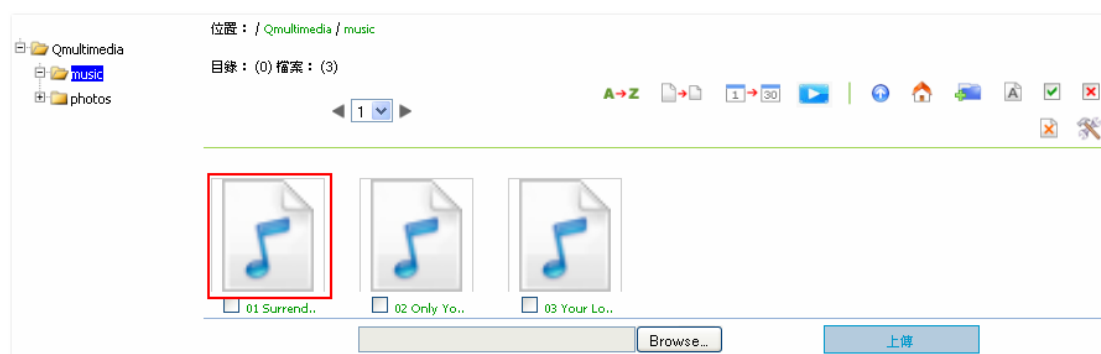 位置： / Qmultimedia / music
Qmultimedia
music
photos
目錄： (0) 檔案： (3)
A→Z
1→30
A
1
01 Surrend..
02 Only Yo..
03 Your Lo..
Browse...
上傳